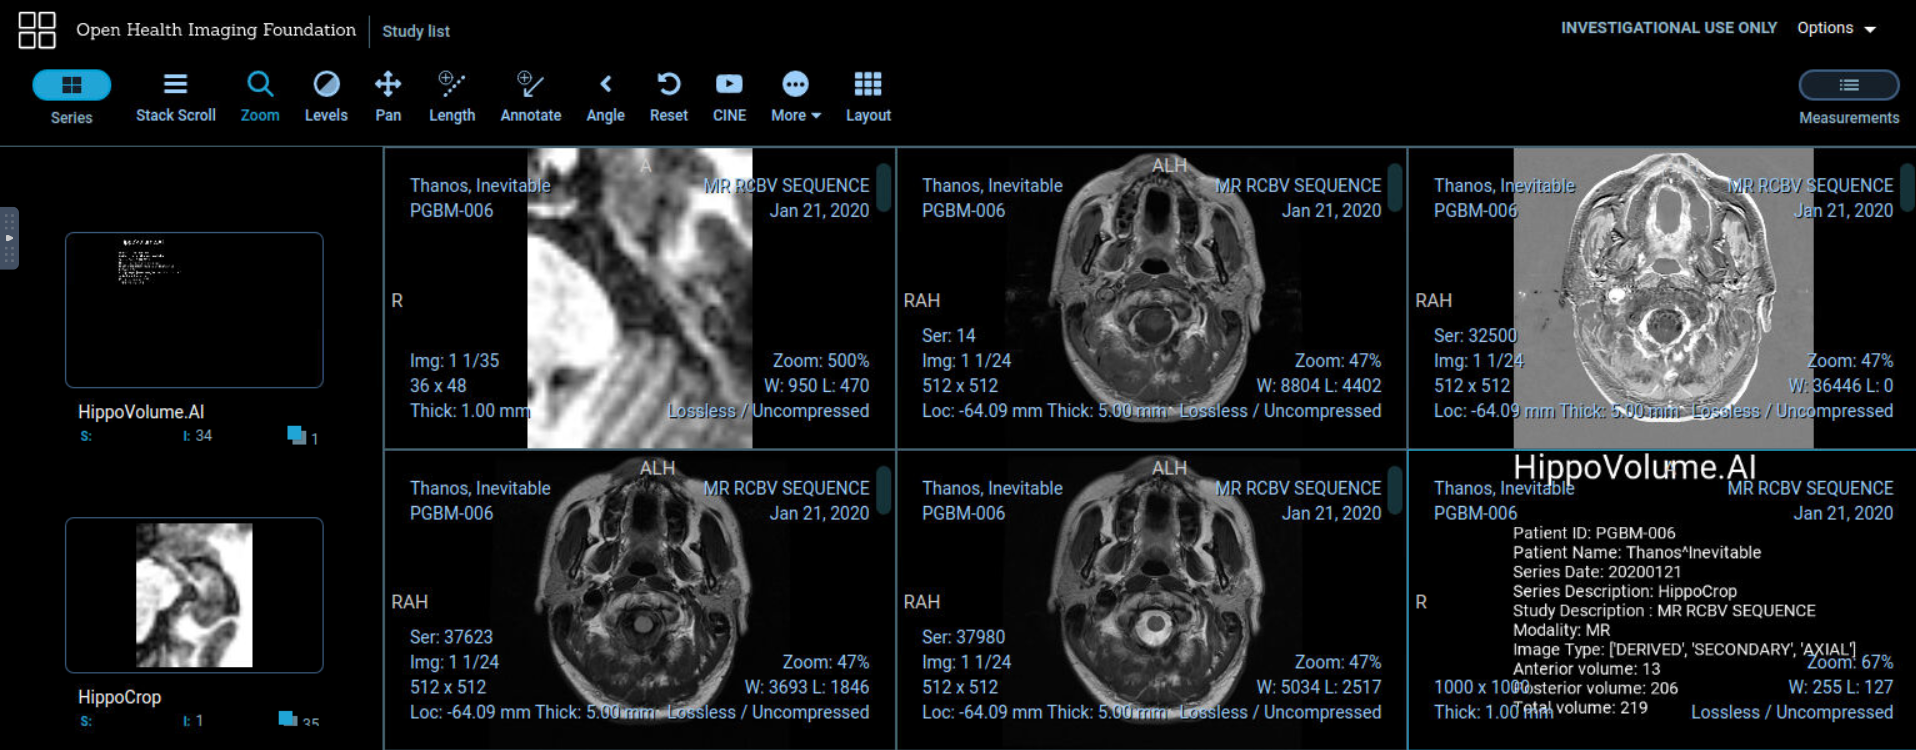 Open Health Imaging Foundation
Study list
INVESTIGATIONAL USE ONLY
Options
Series
Stack Scroll
Zoom
Levels
Pan
Length
Annotate
Angle
Reset
CINE
More
Layout
Measurements
HippoVolume.AI
S:
I: 34
1
HippoCrop
S:
I: 1
35
A
Thanos, Inevitable
MR RCBV SEQUENCE
PGBM-006
Jan 21, 2020
R
Img: 1 1/35
Zoom: 500%
36 x 48
W: 950 L: 470
Thick: 1.00 mm
Lossless / Uncompressed
ALH
Thanos, Inevitable
MR RCBV SEQUENCE
PGBM-006
Jan 21, 2020
RAH
Ser: 14
Img: 1 1/24
Zoom: 47%
512 x 512
W: 8804 L: 4402
Loc: -64.09 mm Thick: 5.00 mm
Lossless / Uncompressed
Thanos, Inevitable
MR RCBV SEQUENCE
PGBM-006
Jan 21, 2020
RAH
Ser: 32500
Img: 1 1/24
Zoom: 47%
512 x 512
W: 36446 L: 0
Loc: -64.09 mm Thick: 5.00 mm
Lossless / Uncompressed
ALH
Thanos, Inevitable
MR RCBV SEQUENCE
PGBM-006
Jan 21, 2020
RAH
Ser: 37623
Img: 1 1/24
Zoom: 47%
512 x 512
W: 3693 L: 1846
Loc: -64.09 mm Thick: 5.00 mm
Lossless / Uncompressed
ALH
Thanos, Inevitable
MR RCBV SEQUENCE
PGBM-006
Jan 21, 2020
RAH
Ser: 37980
Img: 1 1/24
Zoom: 47%
512 x 512
W: 5034 L: 2517
Loc: -64.09 mm Thick: 5.00 mm
Lossless / Uncompressed
HippoVolume.AI
Thanos, Inevitable
MR RCBV SEQUENCE
PGBM-006
Jan 21, 2020
Patient ID: PGBM-006
Patient Name: Thanos^Inevitable
Series Date: 20200121
Series Description: HippoCrop
R
Study Description : MR RCBV SEQUENCE
Modality: MR
Image Type: ['DERIVED', 'SECONDARY', 'AXIAL']
Zoom: 67%
Anterior volume: 13
1000 x 1000
Posterior volume: 206
W: 255 L: 127
Thick: 1.00 mm
Total volume: 219
Lossless / Uncompressed